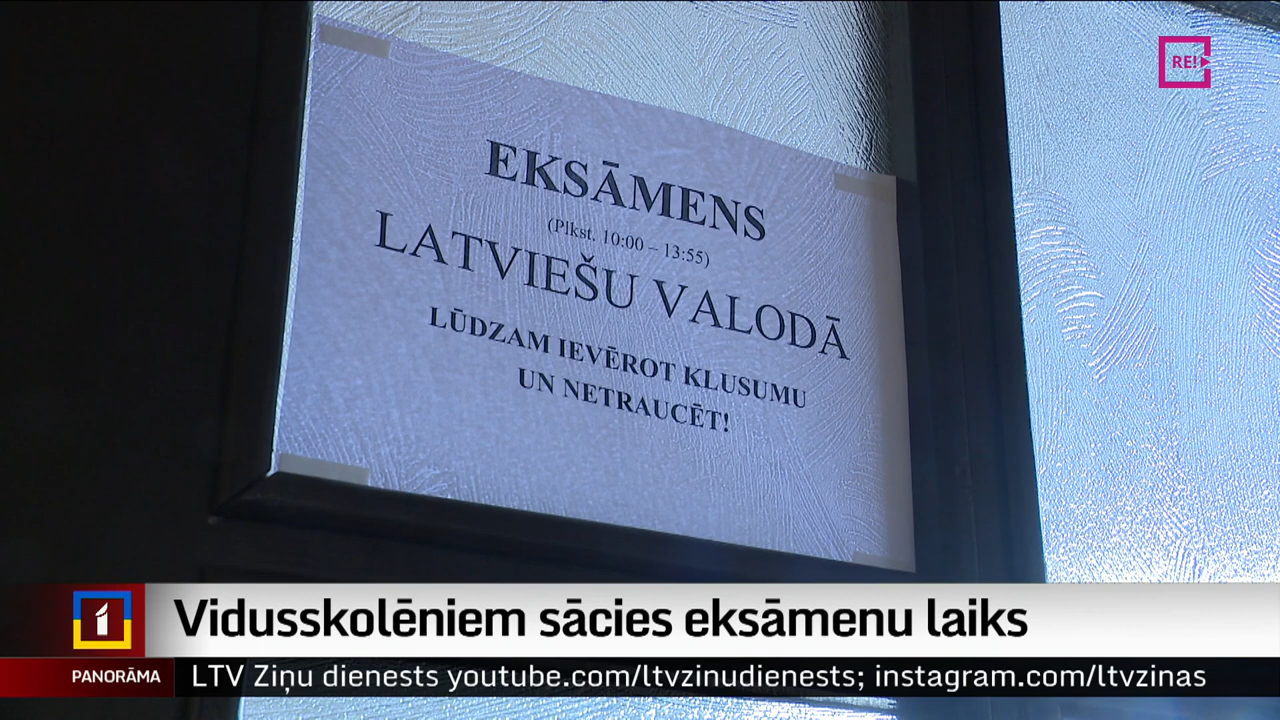 RE!
EKSĀMENS
(Plkst. 10:00 – 13:55)
LATVIEŠU VALODĀ
LŪDZAM IEVĒROT KLUSUMU
UN NETRAUCĒT!
1 Vidusskolēniem sācies eksāmenu laiks
PANORĀMA LTV Ziņu dienests youtube.com/ltvzinudienests; instagram.com/ltvzinas